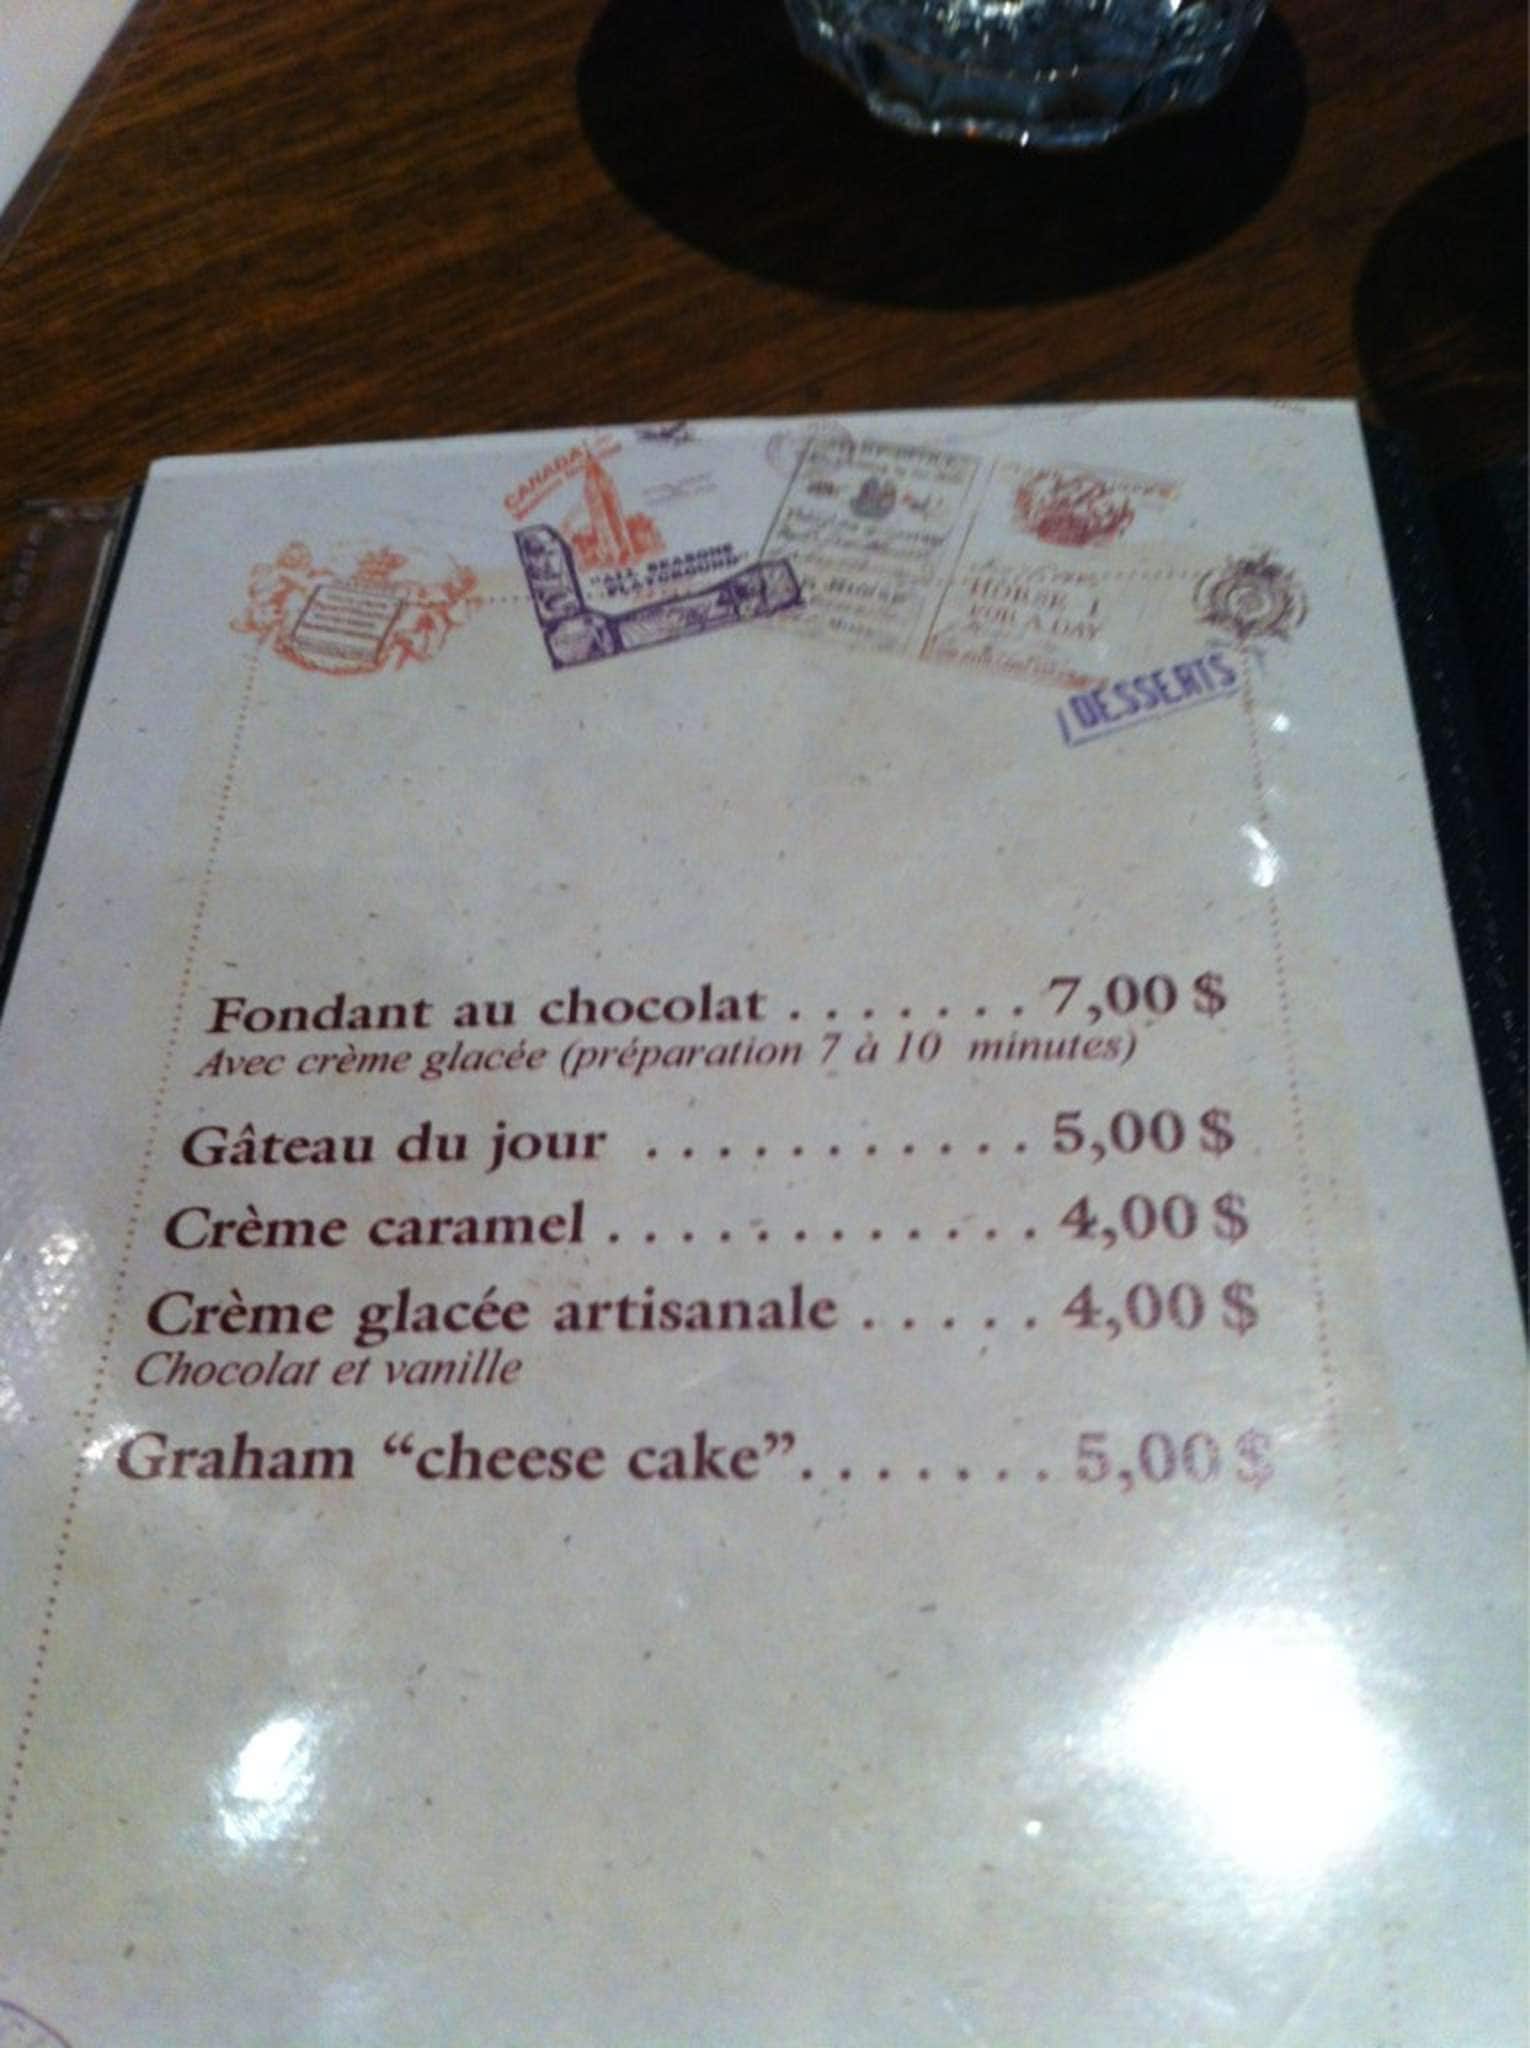 CANADA
"ALL SEASONS
PLAYGROUND"
HORSE 1
FOR A DAY
DESSERTS
Fondant au chocolat . . . . . . . 7,00 $
Avec crème glacée (préparation 7 à 10 minutes)
Gâteau du jour . . . . . . . . . . . 5,00 $
Crème caramel . . . . . . . . . . . . 4,00 $
Crème glacée artisanale . . . . . 4,00 $
Chocolat et vanille
Graham “cheese cake”. . . . . . . 5,00 $